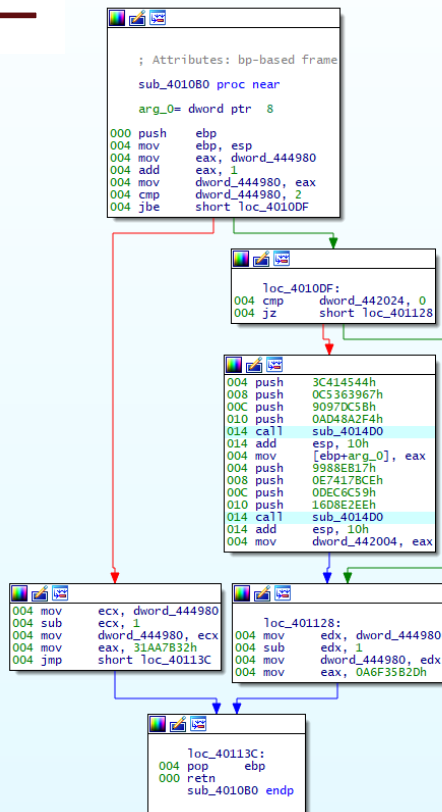 ; Attributes: bp-based frame
sub_4010B0 proc near
arg_0= dword ptr  8
000 push    ebp
004 mov     ebp, esp
004 mov     eax, dword_444980
004 add     eax, 1
004 mov     dword_444980, eax
004 cmp     dword_444980, 2
004 jbe     short loc_4010DF
loc_4010DF:
004 cmp     dword_442024, 0
004 jz      short loc_401128
004 push    3C414544h
008 push    0C5363967h
00C push    9097DC5Bh
010 push    0AD48A2F4h
014 call    sub_4014D0
014 add     esp, 10h
004 mov     [ebp+arg_0], eax
004 push    9988EB17h
008 push    0E7417BCEh
00C push    0DEC6C59h
010 push    16D8E2EEh
014 call    sub_4014D0
014 add     esp, 10h
004 mov     dword_442004, eax
004 mov     ecx, dword_444980
004 sub     ecx, 1
004 mov     dword_444980, ecx
004 mov     eax, 31AA7B32h
004 jmp     short loc_40113C
loc_401128:
004 mov     edx, dword_444980
004 sub     edx, 1
004 mov     dword_444980, edx
004 mov     eax, 0A6F35B2Dh
loc_40113C:
004 pop     ebp
000 retn
sub_4010B0 endp